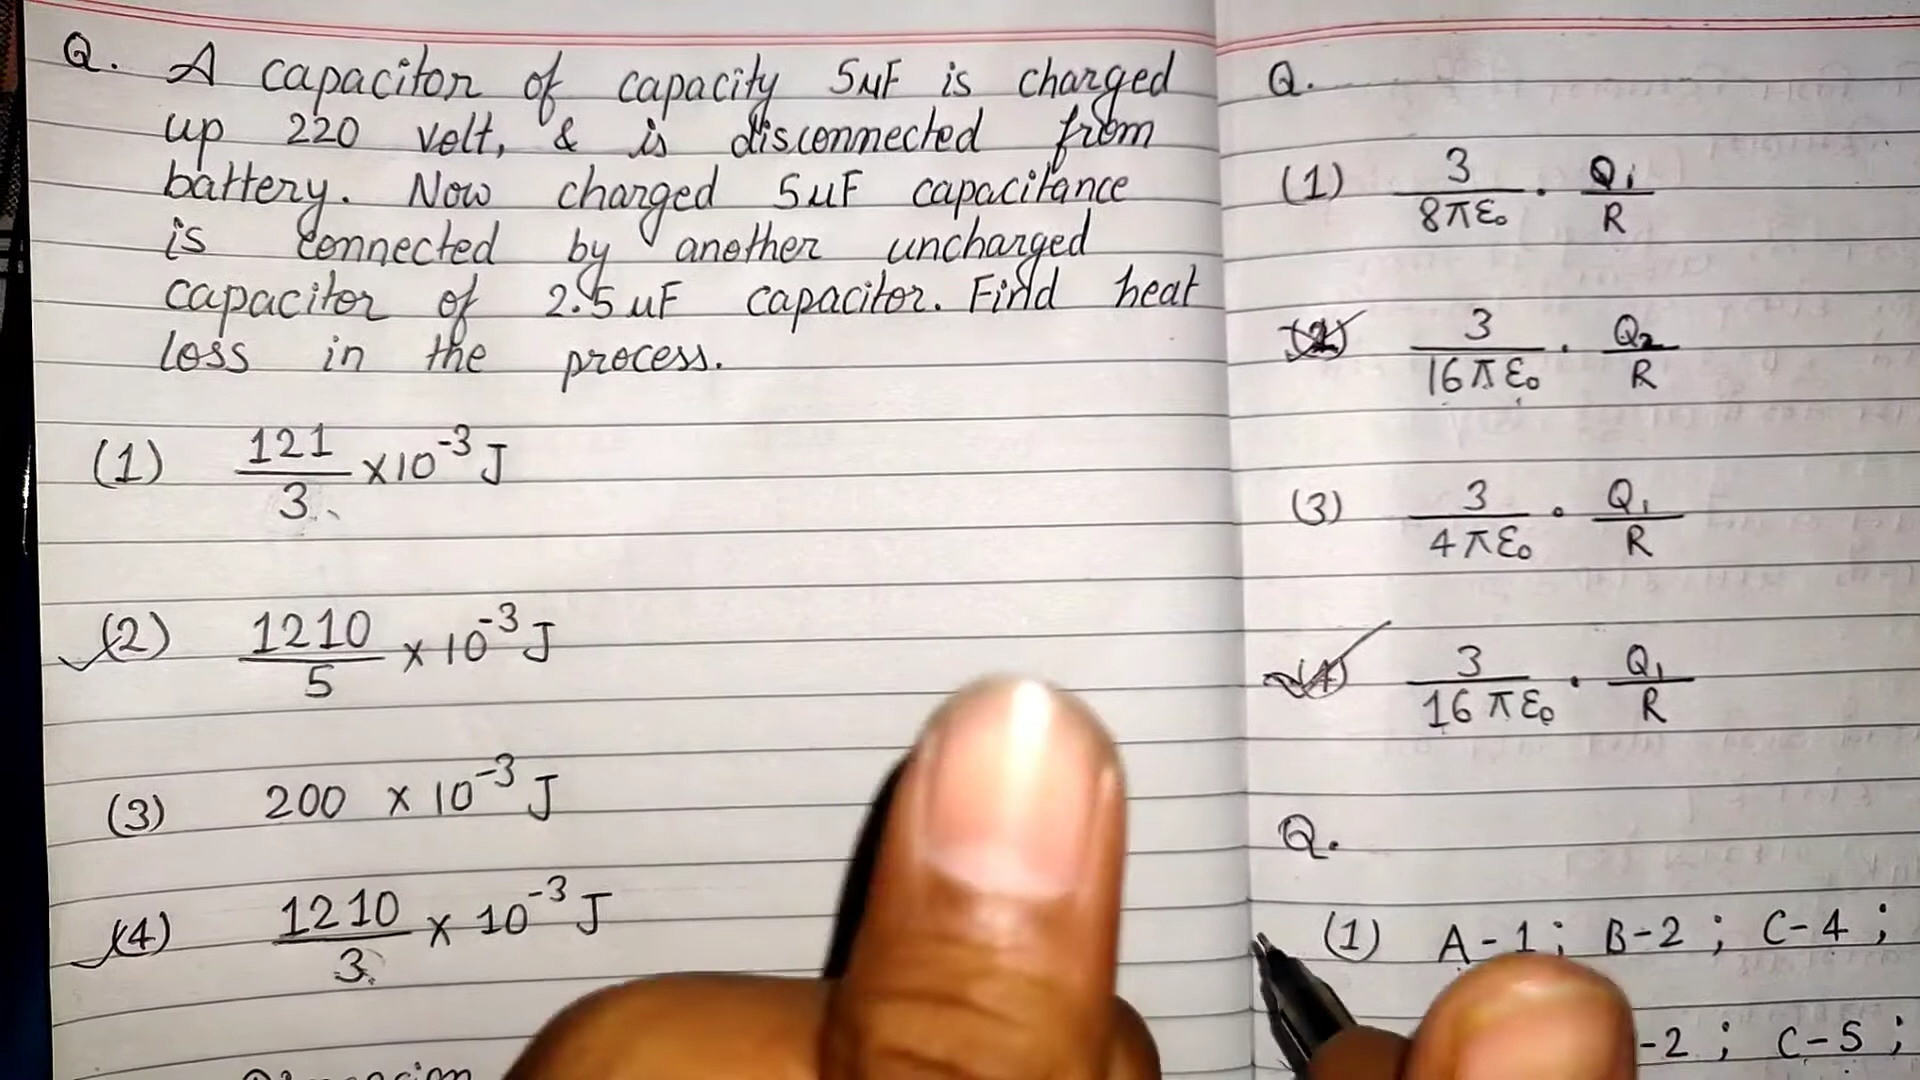 Q. A capacitor of capacity 5μF is charged
up 220 volt, & is disconnected from
battery. Now charged 5μF capacitance
is connected by another uncharged
capacitor of 2.5μF capacitor. Find heat
loss in the process.
(1) 121/3 ×10⁻³ J
(2) 1210/5 × 10⁻³ J
(3) 200 × 10⁻³ J
(4) 1210/3 × 10⁻³ J
Q.
(1) 3/8πε₀ · Q₁/R
(2) 3/16πε₀ · Q₂/R
(3) 3/4πε₀ · Q₁/R
(4) 3/16πε₀ · Q₁/R
Q.
(1) A-1; B-2; C-4;
-2; C-5;